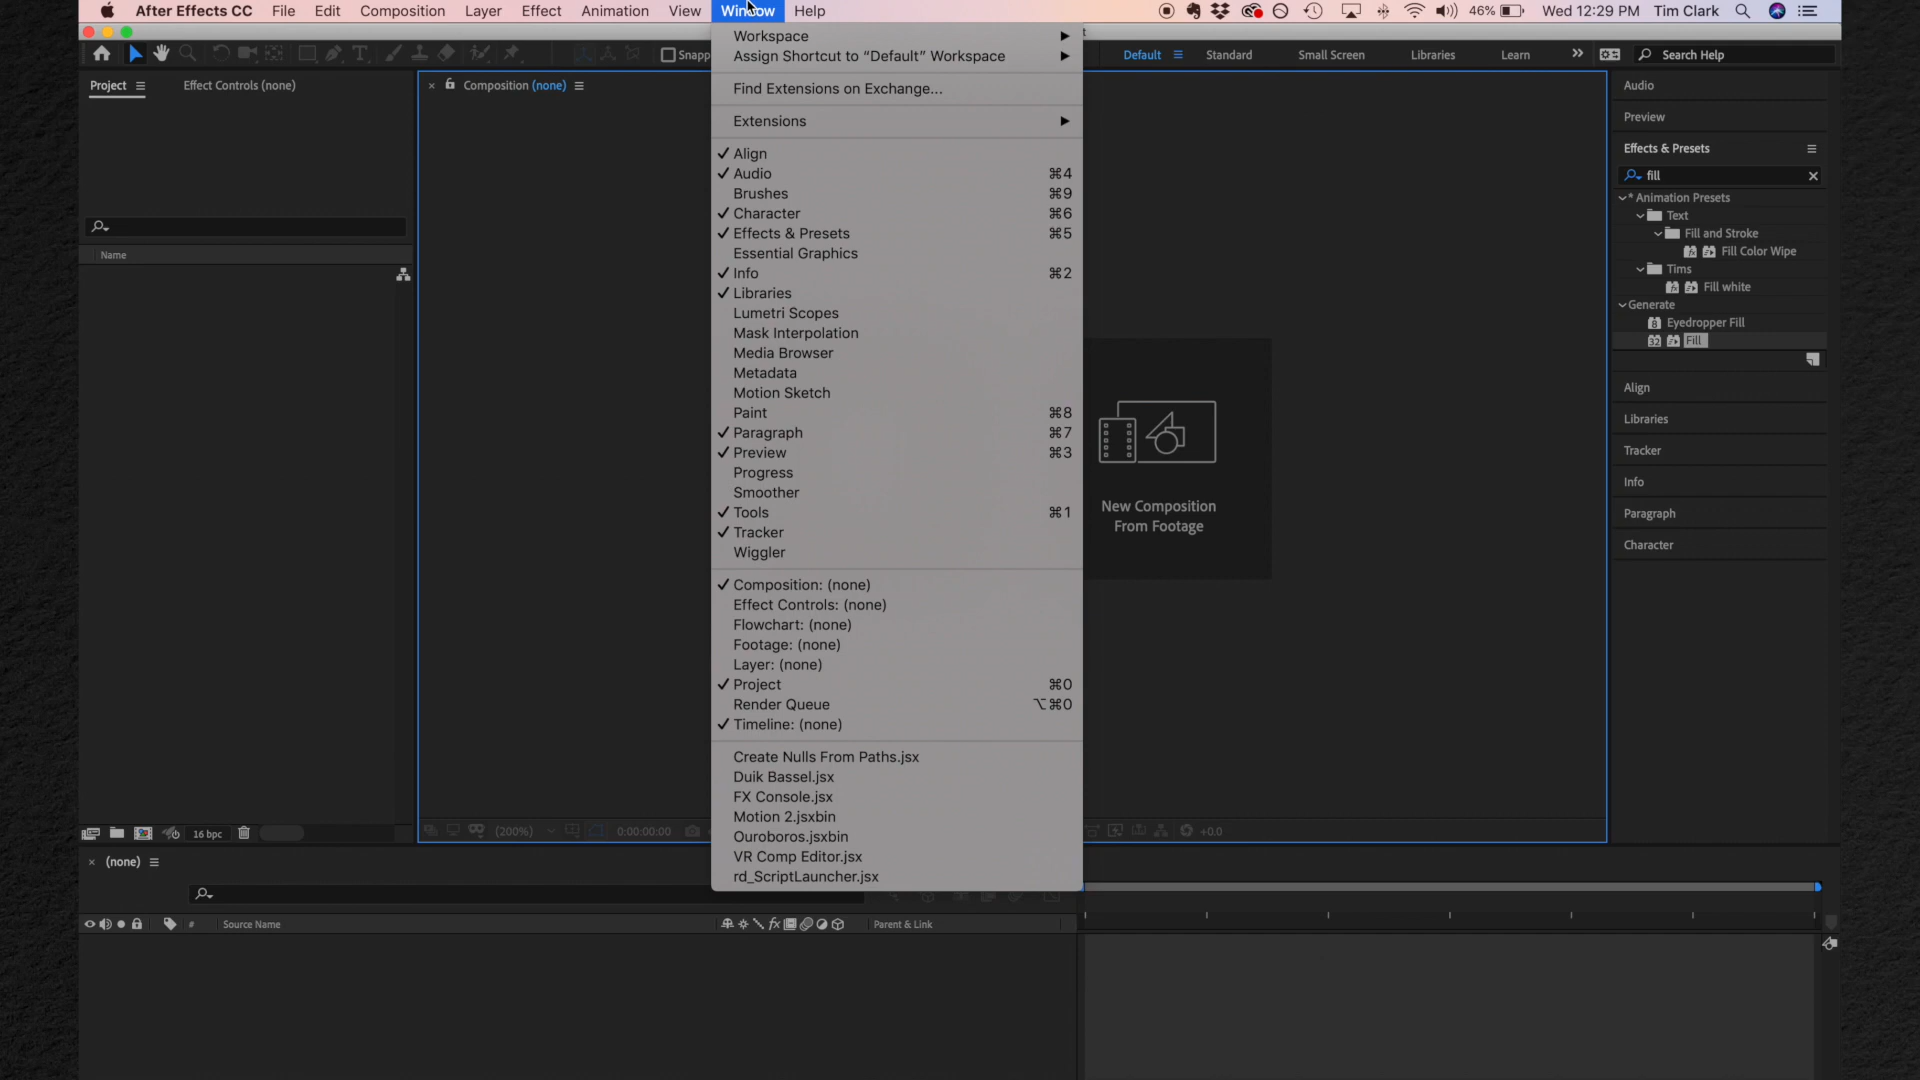 After Effects CC File Edit Composition Layer Effect Animation View Window Help 46% Wed 12:29 PM Tim Clark
Snapp Default Standard Small Screen Libraries Learn Search Help
Project Effect Controls (none)
Name
16 bpc
Composition (none)
(200%) 0:00:00:00 +0.0
Workspace
Assign Shortcut to “Default” Workspace
Find Extensions on Exchange...
Extensions
Align
Audio ⌘4
Brushes ⌘9
Character ⌘6
Effects & Presets ⌘5
Essential Graphics
Info ⌘2
Libraries
Lumetri Scopes
Mask Interpolation
Media Browser
Metadata
Motion Sketch
Paint ⌘8
Paragraph ⌘7
Preview ⌘3
Progress
Smoother
Tools ⌘1
Tracker
Wiggler
Composition: (none)
Effect Controls: (none)
Flowchart: (none)
Footage: (none)
Layer: (none)
Project ⌘0
Render Queue ⌥⌘0
Timeline: (none)
Create Nulls From Paths.jsx
Duik Bassel.jsx
FX Console.jsx
Motion 2.jsxbin
Ouroboros.jsxbin
VR Comp Editor.jsx
rd_ScriptLauncher.jsx
New Composition
From Footage
Audio
Preview
Effects & Presets
fill
* Animation Presets
Text
Fill and Stroke
Fill Color Wipe
Tims
Fill white
Generate
Eyedropper Fill
32 Fill
Align
Libraries
Tracker
Info
Paragraph
Character
(none)
# Source Name fx Parent & Link